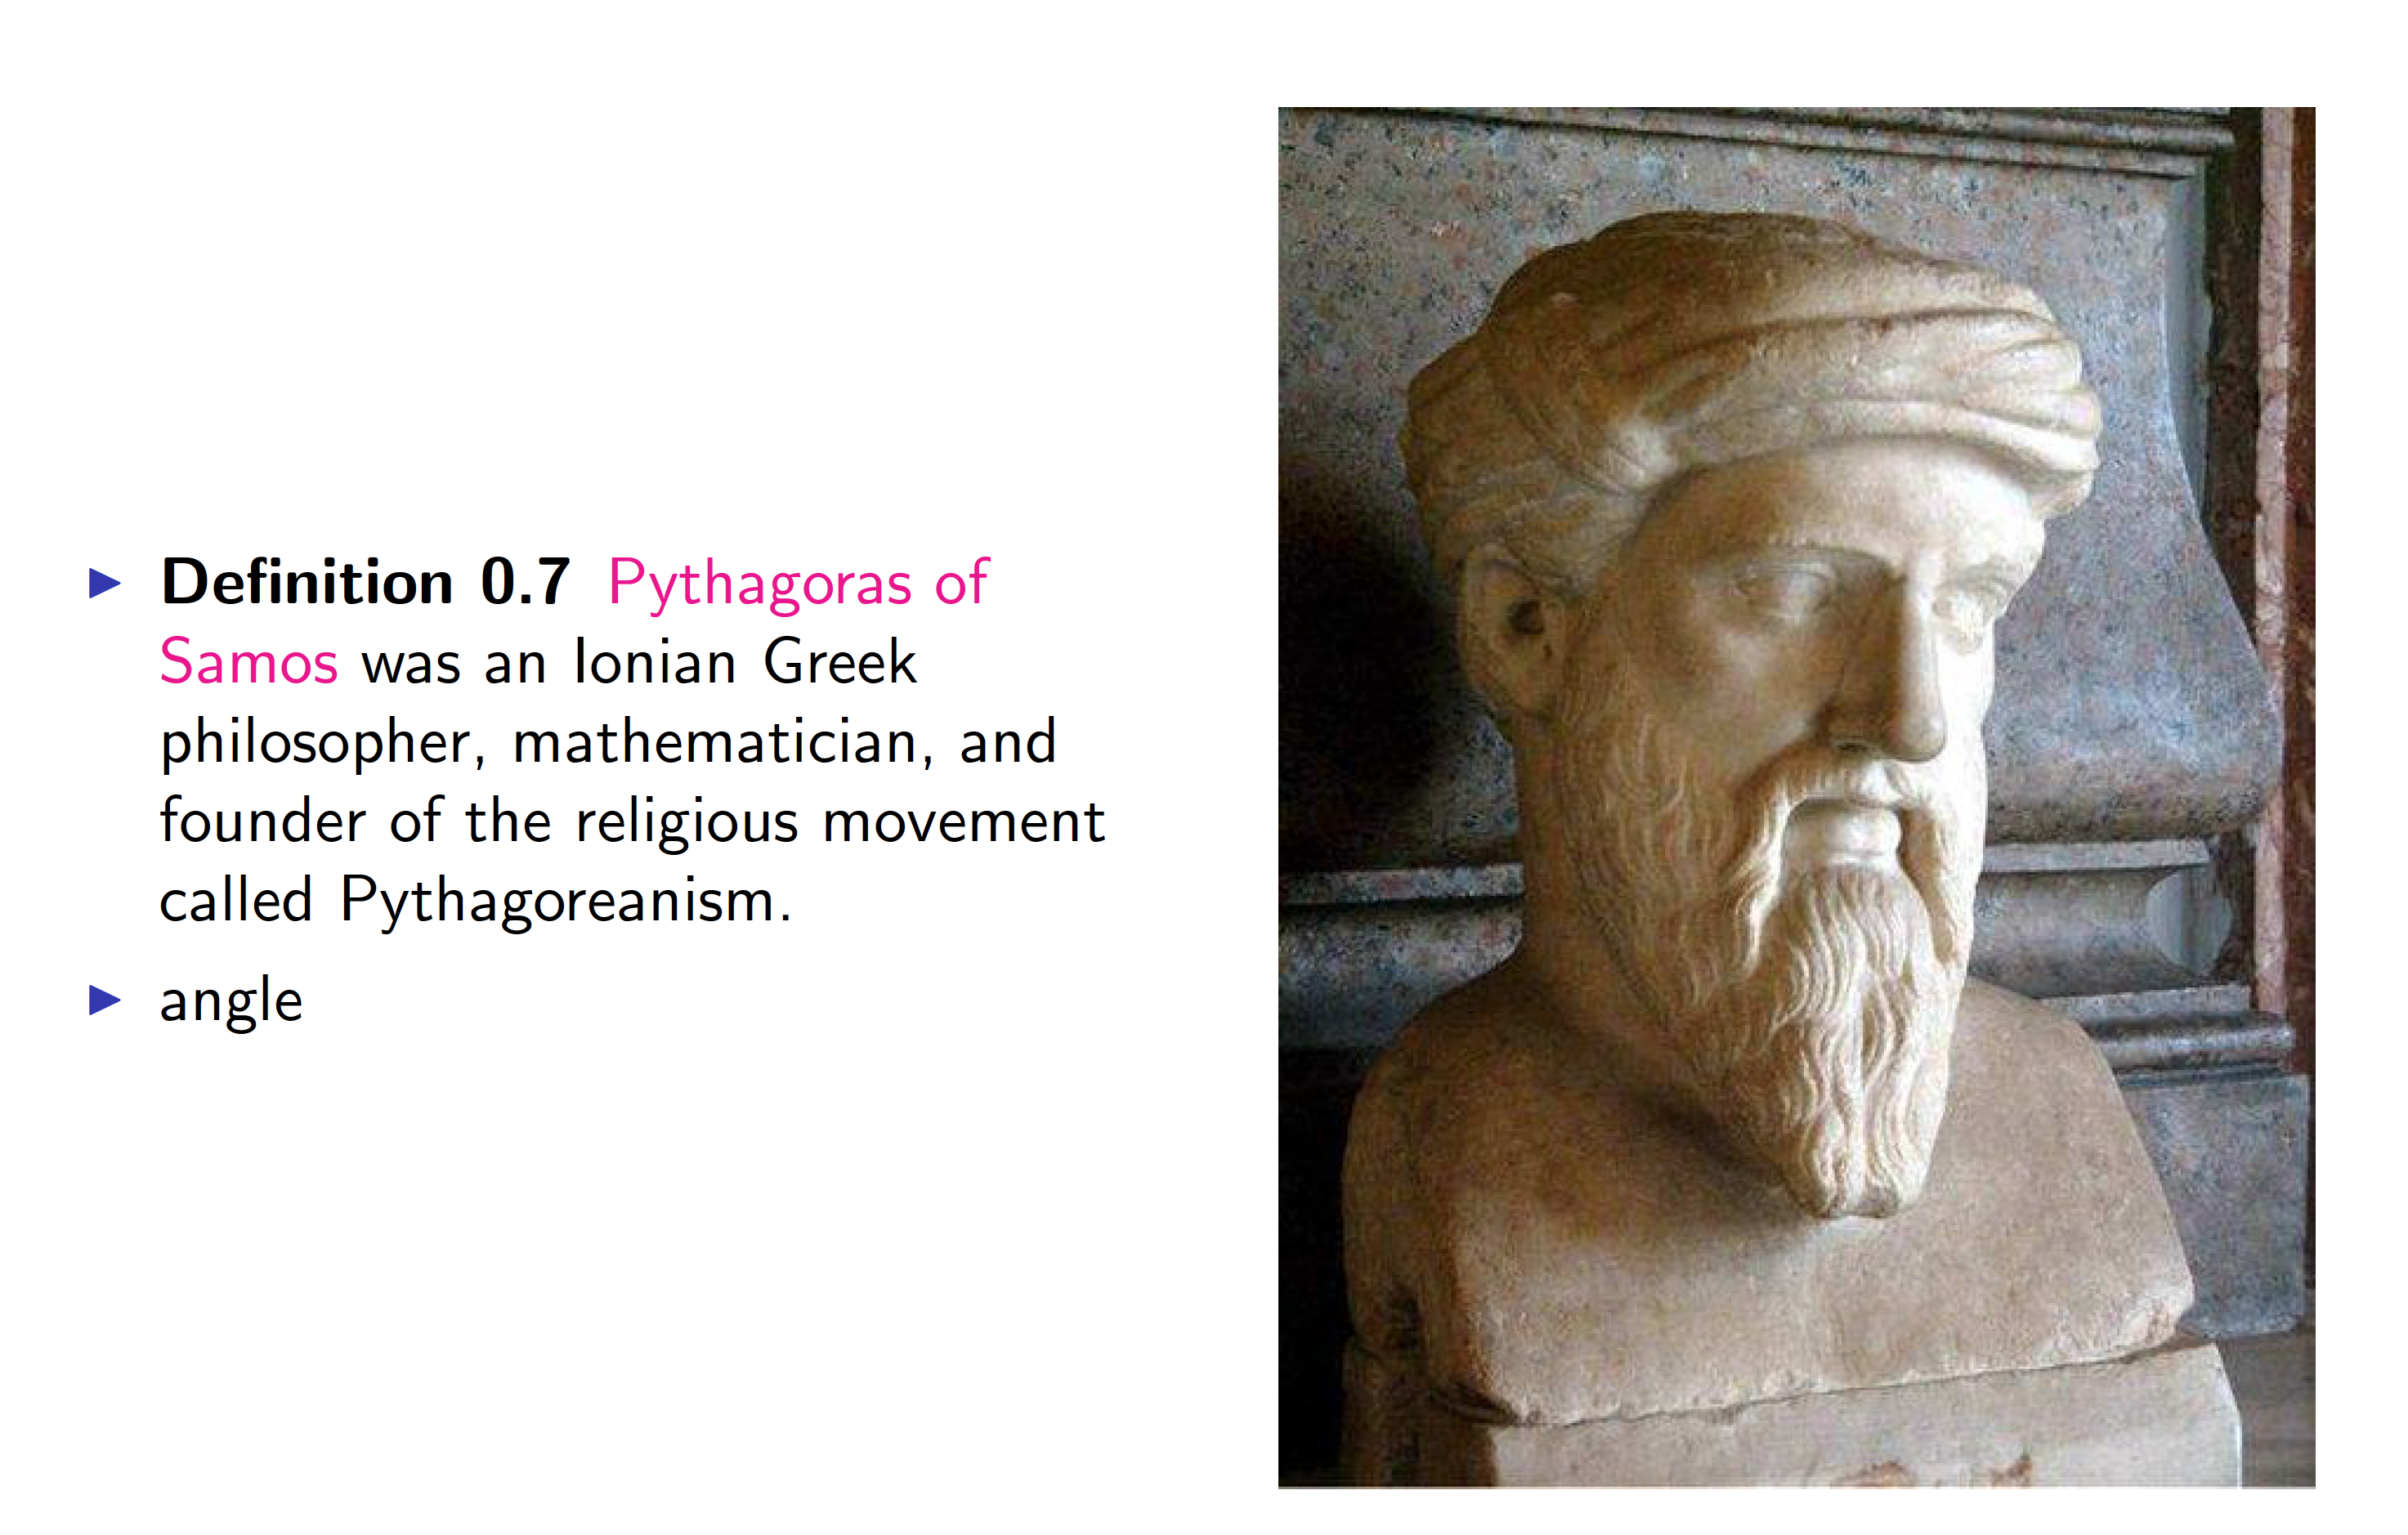 Definition 0.7 Pythagoras of
Samos was an Ionian Greek
philosopher, mathematician, and
founder of the religious movement
called Pythagoreanism.
angle